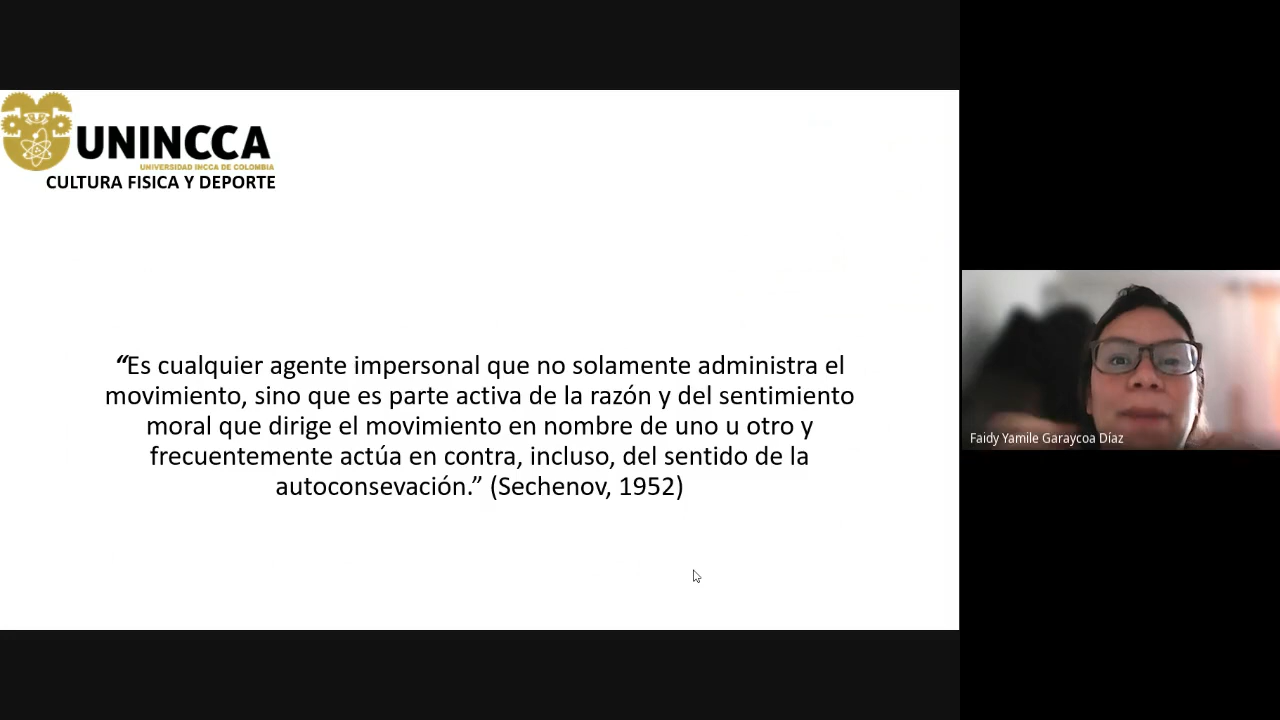 UNINCCA
UNIVERSIDAD INCCA DE COLOMBIA
CULTURA FISICA Y DEPORTE
“Es cualquier agente impersonal que no solamente administra el
movimiento, sino que es parte activa de la razón y del sentimiento
moral que dirige el movimiento en nombre de uno u otro y
frecuentemente actúa en contra, incluso, del sentido de la
autoconsevación.” (Sechenov, 1952)
Faidy Yamile Garaycoa Díaz